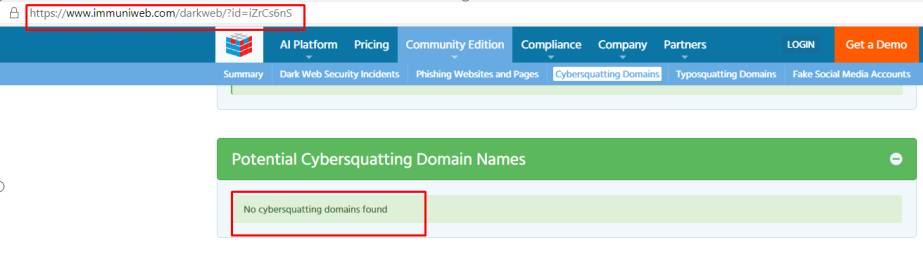 https://www.immuniweb.com/darkweb/?id=iZrCs6nS
AI Platform Pricing Community Edition Compliance Company Partners LOGIN Get a Demo
Summary Dark Web Security Incidents Phishing Websites and Pages Cybersquatting Domains Typosquatting Domains Fake Social Media Accounts
Potential Cybersquatting Domain Names
No cybersquatting domains found